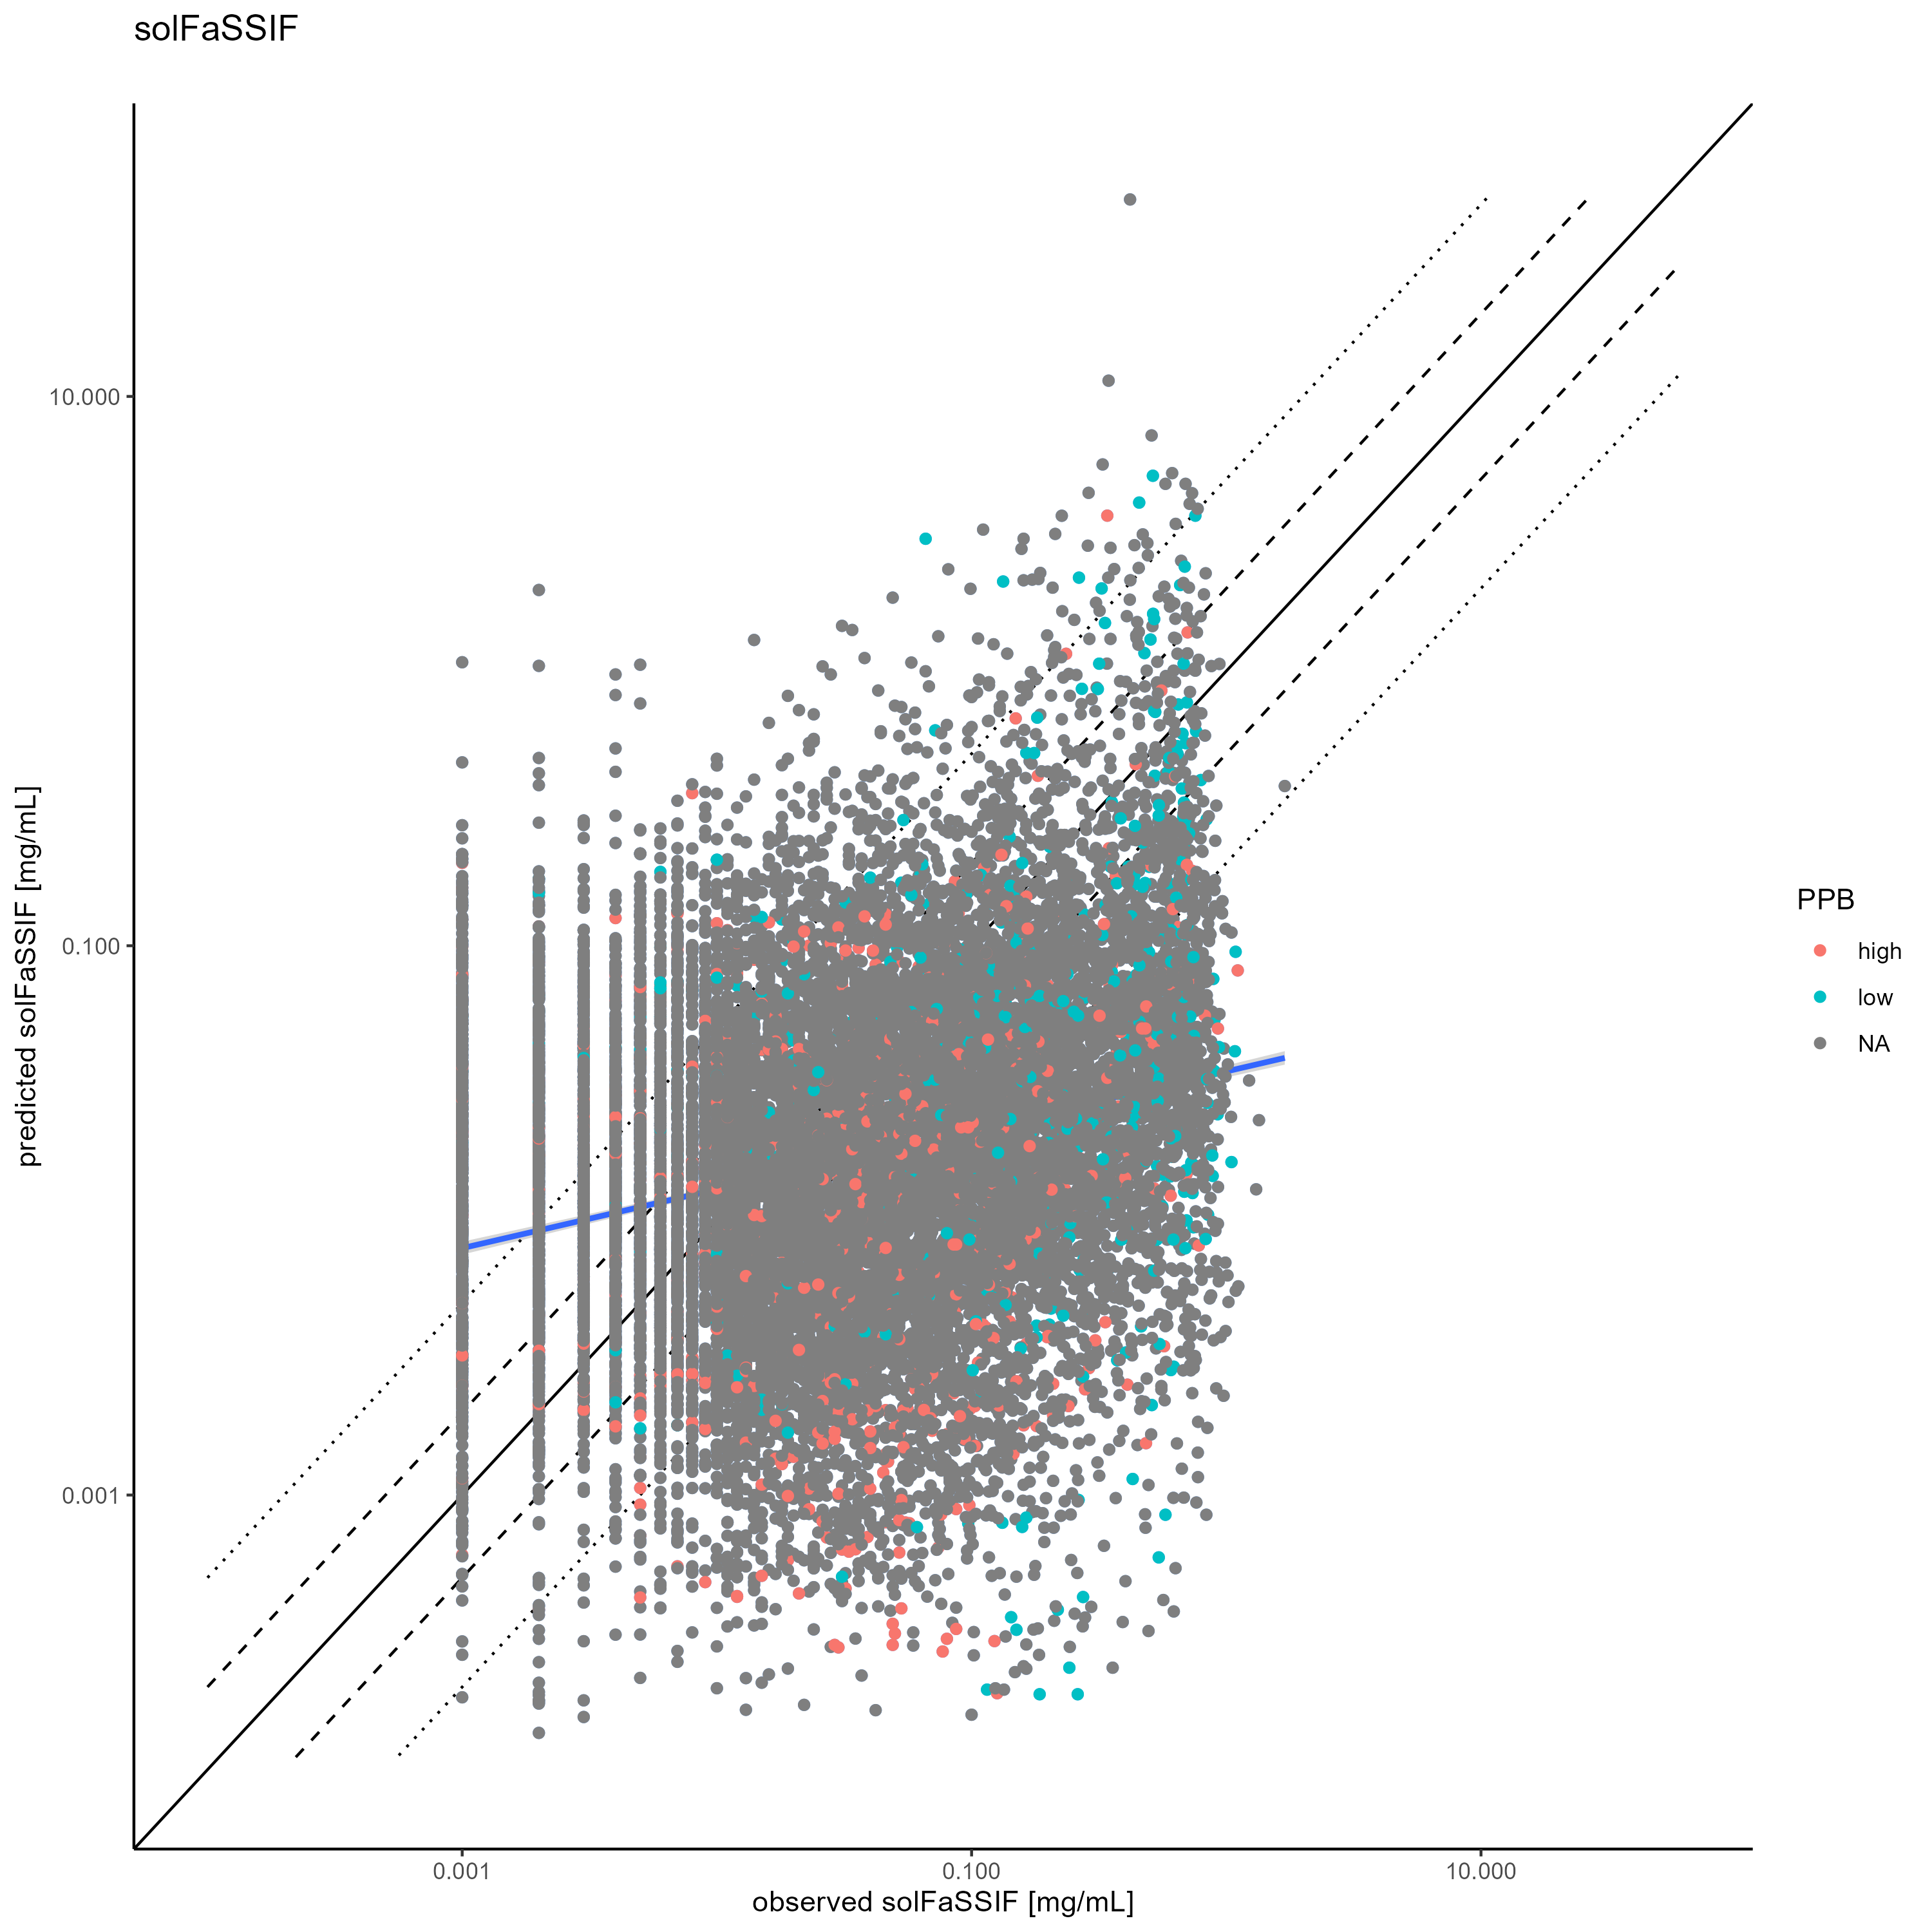 solFaSSIF
predicted solFaSSIF [mg/mL]
10.000
0.100
0.001
0.001
0.100
10.000
observed solFaSSIF [mg/mL]
PPB
high
low
NA